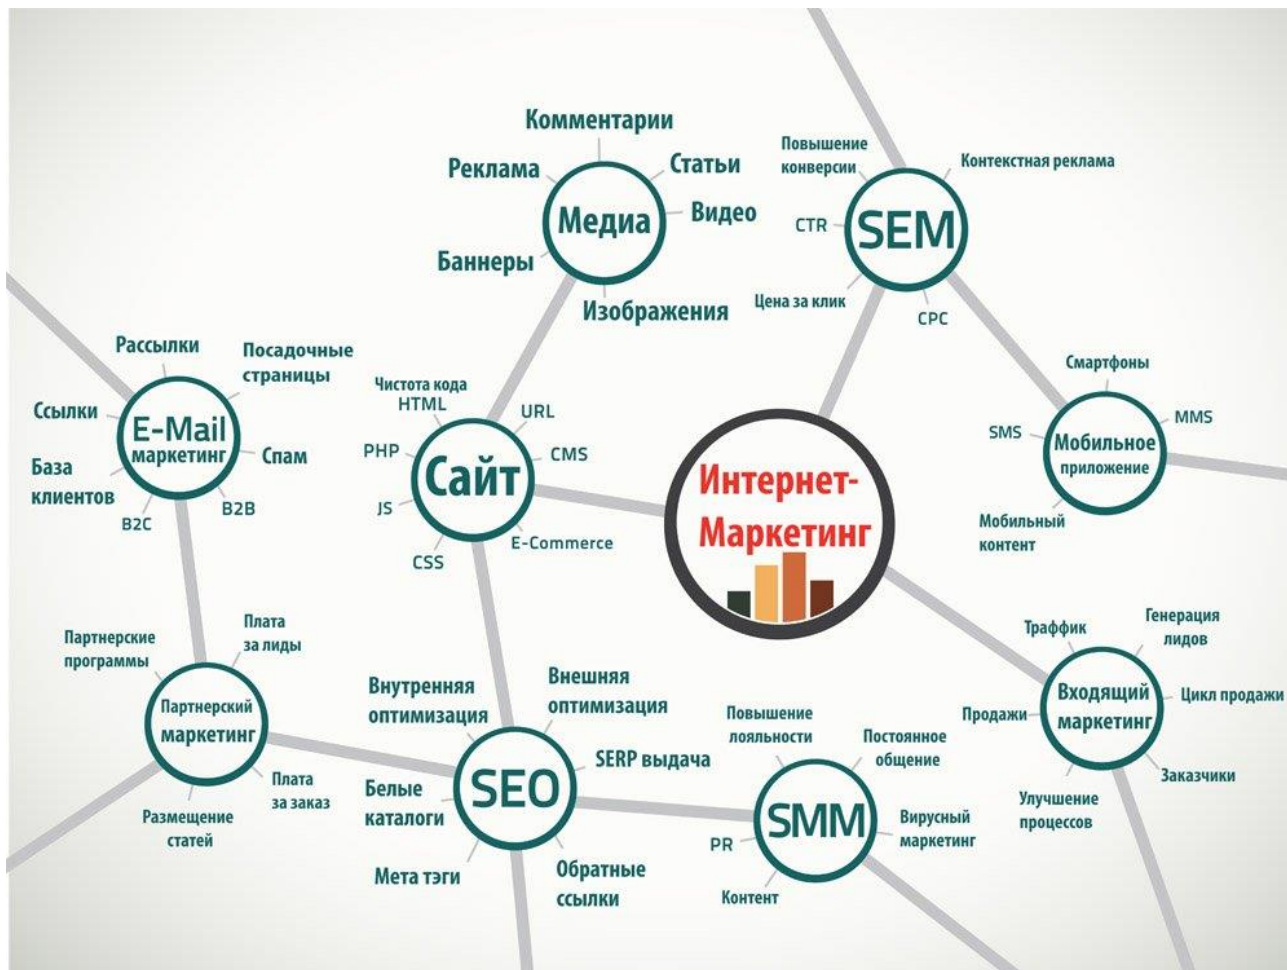 Комментарии
Реклама
Статьи
Медиа
Видео
Баннеры
Изображения
Повышение
конверсии
Контекстная реклама
SEM
CTR
Цена за клик
CPC
Рассылки
Посадочные
страницы
Ссылки
E-Mail
маркетинг
База
клиентов
Спам
B2C
B2B
Чистота кода
HTML
URL
PHP
CMS
Сайт
JS
CSS
E-Commerce
Интернет-
Маркетинг
Смартфоны
SMS
MMS
Мобильное
приложение
Мобильный
контент
Партнерские
программы
Плата
за лиды
Партнерский
маркетинг
Размещение
статей
Плата
за заказ
Внутренняя
оптимизация
Внешняя
оптимизация
SERP выдача
SEO
Белые
каталоги
Мета тэги
Обратные
ссылки
Повышение
лояльности
Постоянное
общение
SMM
PR
Вирусный
маркетинг
Контент
Траффик
Генерация
лидов
Входящий
маркетинг
Цикл продажи
Продажи
Заказчики
Улучшение
процессов